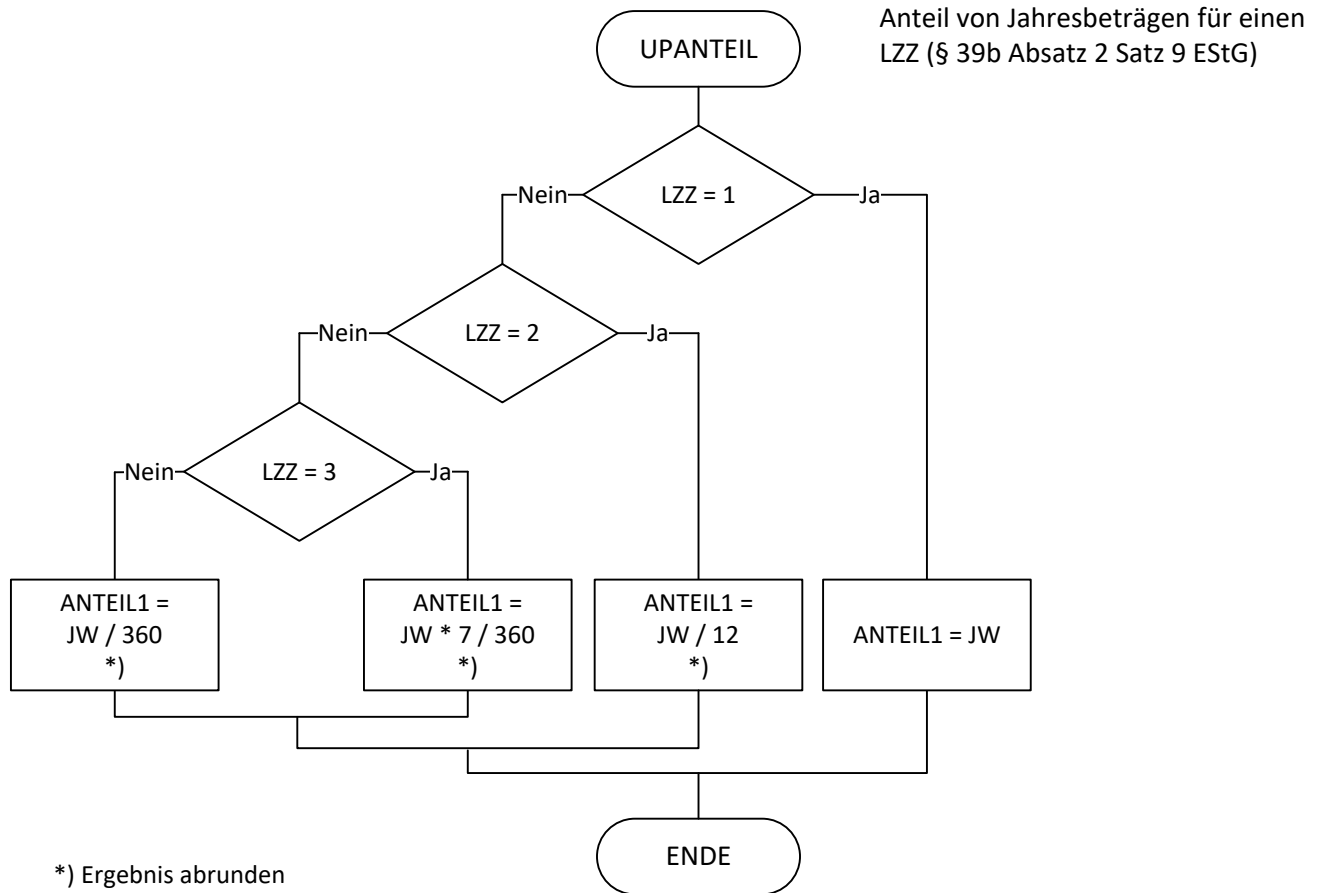 UPANTEIL
Anteil von Jahresbeträgen für einen
LZZ (§ 39b Absatz 2 Satz 9 EStG)
LZZ = 1
Nein
Ja
LZZ = 2
Nein
Ja
LZZ = 3
Nein
Ja
ANTEIL1 =
JW / 360
*)
ANTEIL1 =
JW * 7 / 360
*)
ANTEIL1 =
JW / 12
*)
ANTEIL1 = JW
ENDE
*) Ergebnis abrunden